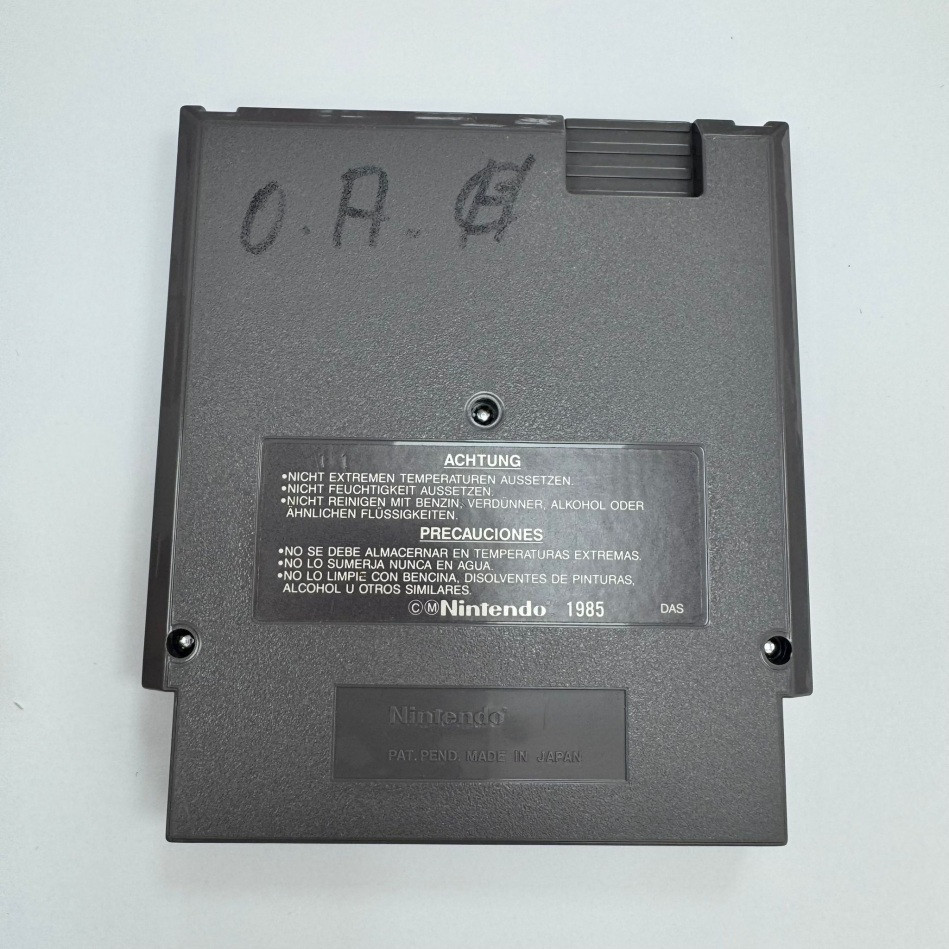 O.A.
ACHTUNG
•NICHT EXTREMEN TEMPERATUREN AUSSETZEN.
•NICHT FEUCHTIGKEIT AUSSETZEN.
•NICHT REINIGEN MIT BENZIN, VERDÜNNER, ALKOHOL ODER
ÄHNLICHEN FLÜSSIGKEITEN.
PRECAUCIONES
•NO SE DEBE ALMACERNAR EN TEMPERATURAS EXTREMAS.
•NO LO SUMERJA NUNCA EN AGUA.
•NO LO LIMPIE CON BENCINA, DISOLVENTES DE PINTURAS,
ALCOHOL U OTROS SIMILARES.
©Ⓜ Nintendo 1985 DAS
Nintendo
PAT. PEND. MADE IN JAPAN